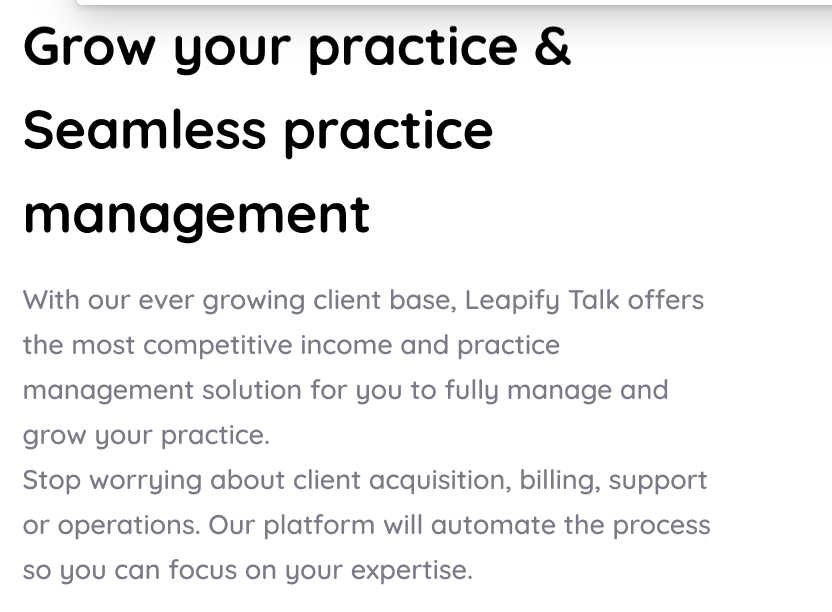 Grow your practice &
Seamless practice
management
With our ever growing client base, Leapify Talk offers
the most competitive income and practice
management solution for you to fully manage and
grow your practice.
Stop worrying about client acquisition, billing, support
or operations. Our platform will automate the process
so you can focus on your expertise.